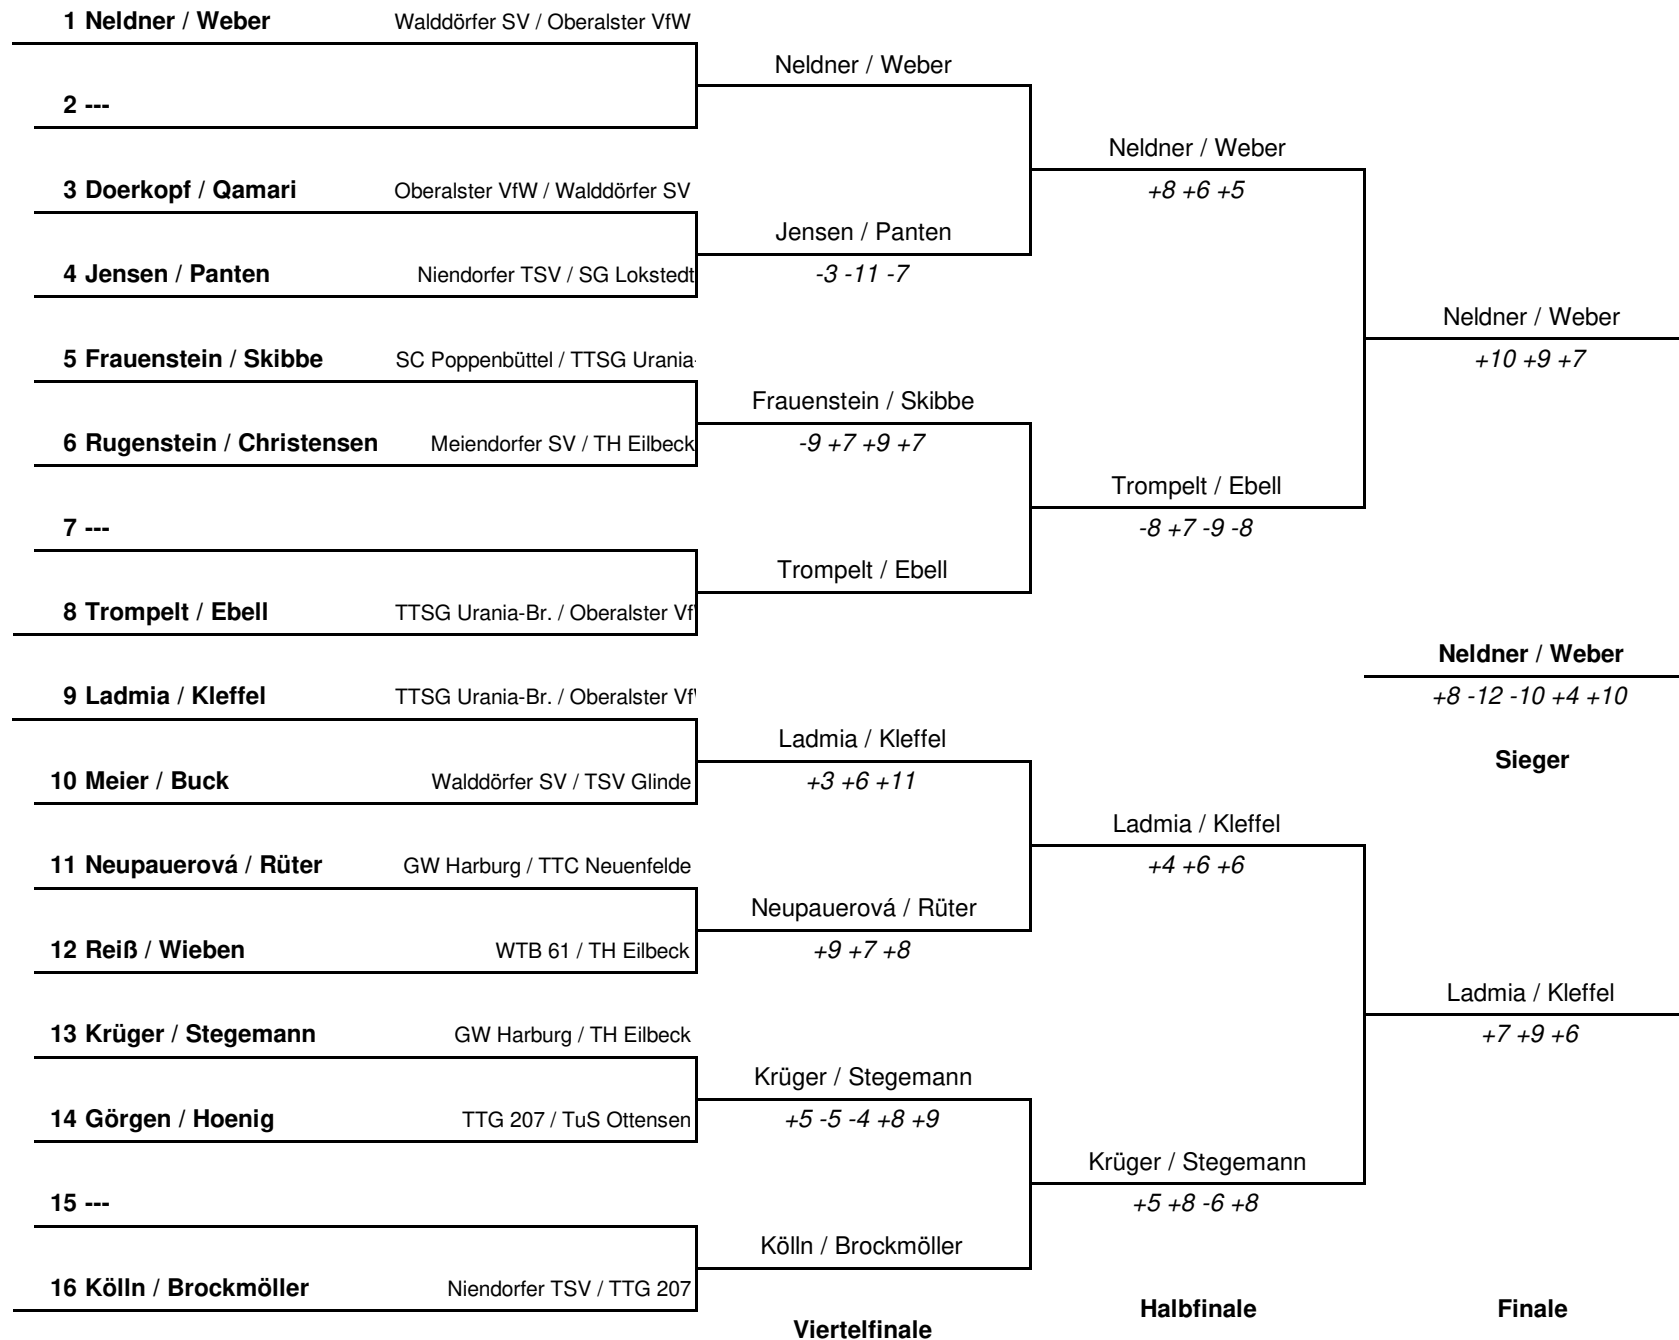 1 Neldner / Weber Walddörfer SV / Oberalster VfW
Neldner / Weber
2 ---
Neldner / Weber
3 Doerkopf / Qamari Oberalster VfW / Walddörfer SV +8 +6 +5
Jensen / Panten
4 Jensen / Panten Niendorfer TSV / SG Lokstedt -3 -11 -7
Neldner / Weber
5 Frauenstein / Skibbe SC Poppenbüttel / TTSG Urania- +10 +9 +7
Frauenstein / Skibbe
6 Rugenstein / Christensen Meiendorfer SV / TH Eilbeck -9 +7 +9 +7
Trompelt / Ebell
7 --- -8 +7 -9 -8
Trompelt / Ebell
8 Trompelt / Ebell TTSG Urania-Br. / Oberalster Vf
Neldner / Weber
9 Ladmia / Kleffel TTSG Urania-Br. / Oberalster Vf +8 -12 -10 +4 +10
Ladmia / Kleffel
Sieger
10 Meier / Buck Walddörfer SV / TSV Glinde +3 +6 +11
Ladmia / Kleffel
11 Neupauerová / Rüter GW Harburg / TTC Neuenfelde +4 +6 +6
Neupauerová / Rüter
12 Reiß / Wieben WTB 61 / TH Eilbeck +9 +7 +8
Ladmia / Kleffel
13 Krüger / Stegemann GW Harburg / TH Eilbeck +7 +9 +6
Krüger / Stegemann
14 Görgen / Hoenig TTG 207 / TuS Ottensen +5 -5 -4 +8 +9
Krüger / Stegemann
15 --- +5 +8 -6 +8
Kölln / Brockmöller
16 Kölln / Brockmöller Niendorfer TSV / TTG 207
Halbfinale Finale
Viertelfinale